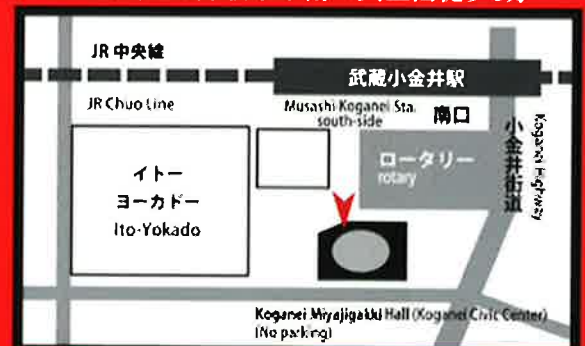 JR 中央線
武蔵小金井駅
JR Chuo Line
Musashi Koganei Sta.
south-side
南口
小金井街道
Koganei Highway
イトー
ヨーカドー
Ito-Yokado
ロータリー
rotary
Koganei Miyajigakki Hall (Koganei Civic Center)
(No parking)